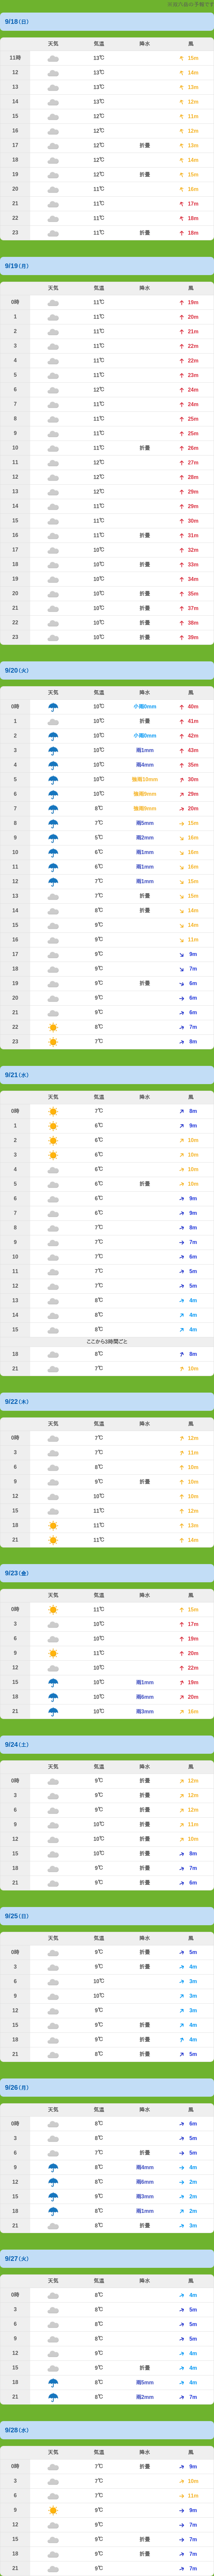 9/18(日)
天気 気温 降水 風
11時 13℃ 15m
12 13℃ 14m
13 13℃ 13m
14 13℃ 12m
15 12℃ 11m
16 12℃ 12m
17 12℃ 折畳 13m
18 12℃ 14m
19 12℃ 折畳 15m
20 11℃ 16m
21 11℃ 17m
22 11℃ 18m
23 11℃ 折畳 18m
9/19(月)
天気 気温 降水 風
0時 11℃ 19m
1 11℃ 20m
2 11℃ 21m
3 11℃ 22m
4 11℃ 22m
5 11℃ 23m
6 12℃ 24m
7 11℃ 24m
8 11℃ 25m
9 11℃ 25m
10 11℃ 折畳 26m
11 12℃ 27m
12 12℃ 28m
13 12℃ 29m
14 11℃ 29m
15 11℃ 30m
16 11℃ 折畳 31m
17 10℃ 32m
18 10℃ 折畳 33m
19 10℃ 34m
20 10℃ 折畳 35m
21 10℃ 折畳 37m
22 10℃ 折畳 38m
23 10℃ 折畳 39m
9/20(火)
天気 気温 降水 風
0時 10℃ 小雨0mm 40m
1 10℃ 折畳 41m
2 10℃ 小雨0mm 42m
3 10℃ 雨1mm 43m
4 10℃ 雨4mm 35m
5 10℃ 強雨10mm 30m
6 10℃ 強雨9mm 29m
7 8℃ 強雨9mm 20m
8 7℃ 雨5mm 15m
9 5℃ 雨2mm 16m
10 6℃ 雨1mm 16m
11 6℃ 雨1mm 16m
12 7℃ 雨1mm 15m
13 7℃ 折畳 15m
14 8℃ 折畳 14m
15 9℃ 14m
16 9℃ 11m
17 9℃ 9m
18 9℃ 7m
19 9℃ 折畳 6m
20 9℃ 6m
21 9℃ 6m
22 8℃ 7m
23 7℃ 8m
9/21(水)
天気 気温 降水 風
0時 7℃ 8m
1 6℃ 9m
2 6℃ 10m
3 6℃ 10m
4 6℃ 10m
5 6℃ 折畳 10m
6 6℃ 9m
7 6℃ 9m
8 7℃ 8m
9 7℃ 7m
10 7℃ 6m
11 7℃ 5m
12 7℃ 5m
13 8℃ 4m
14 8℃ 4m
15 8℃ 4m
ここから3時間ごと
18 8℃ 8m
21 7℃ 10m
9/22(木)
天気 気温 降水 風
0時 7℃ 12m
3 7℃ 11m
6 8℃ 10m
9 9℃ 折畳 10m
12 10℃ 10m
15 11℃ 12m
18 11℃ 13m
21 11℃ 14m
9/23(金)
天気 気温 降水 風
0時 11℃ 15m
3 10℃ 17m
6 10℃ 19m
9 11℃ 20m
12 10℃ 22m
15 10℃ 雨1mm 19m
18 10℃ 雨6mm 20m
21 10℃ 雨3mm 16m
9/24(土)
天気 気温 降水 風
0時 9℃ 折畳 12m
3 9℃ 折畳 12m
6 9℃ 折畳 12m
9 10℃ 折畳 11m
12 10℃ 折畳 10m
15 10℃ 折畳 8m
18 9℃ 折畳 7m
21 9℃ 折畳 6m
9/25(日)
天気 気温 降水 風
0時 9℃ 折畳 5m
3 9℃ 折畳 4m
6 10℃ 3m
9 10℃ 3m
12 9℃ 3m
15 9℃ 折畳 4m
18 9℃ 折畳 4m
21 8℃ 折畳 5m
9/26(月)
天気 気温 降水 風
0時 8℃ 6m
3 8℃ 5m
6 7℃ 折畳 5m
9 8℃ 雨4mm 4m
12 8℃ 雨6mm 2m
15 9℃ 雨3mm 2m
18 8℃ 雨1mm 2m
21 8℃ 折畳 3m
9/27(火)
天気 気温 降水 風
0時 8℃ 4m
3 8℃ 5m
6 8℃ 5m
9 8℃ 5m
12 9℃ 4m
15 9℃ 折畳 4m
18 8℃ 雨5mm 4m
21 8℃ 雨2mm 7m
9/28(水)
天気 気温 降水 風
0時 7℃ 折畳 9m
3 7℃ 10m
6 7℃ 11m
9 9℃ 9m
12 9℃ 7m
15 9℃ 折畳 7m
18 9℃ 折畳 7m
21 9℃ 折畳 7m